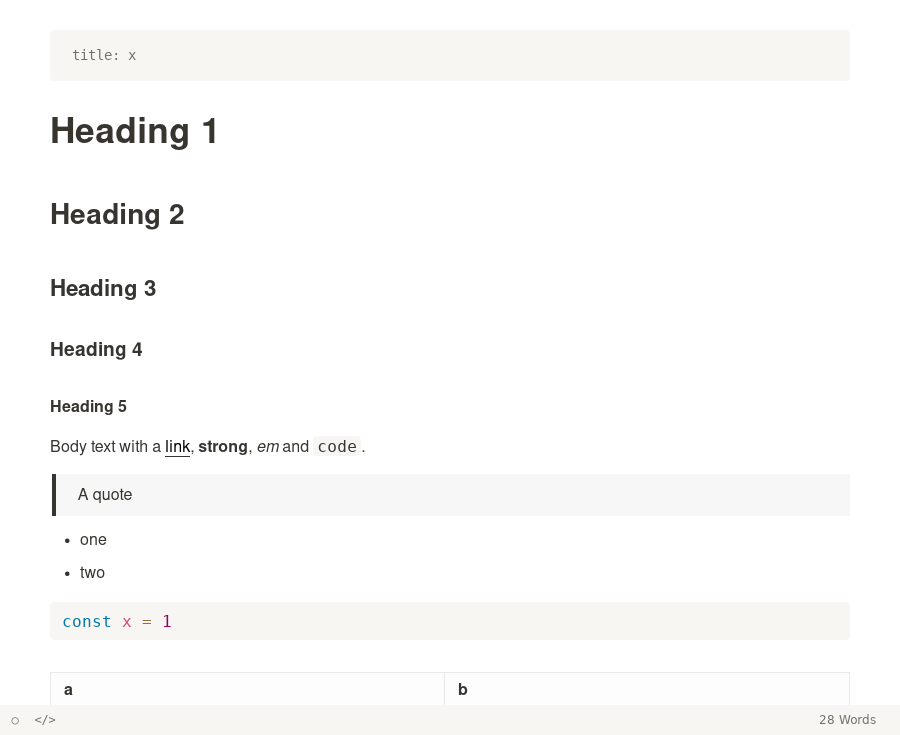 title: x
Heading 1
Heading 2
Heading 3
Heading 4
Heading 5
Body text with a link, strong, em and code.
A quote
• one
• two
const x = 1
a b
○ </> 28 Words